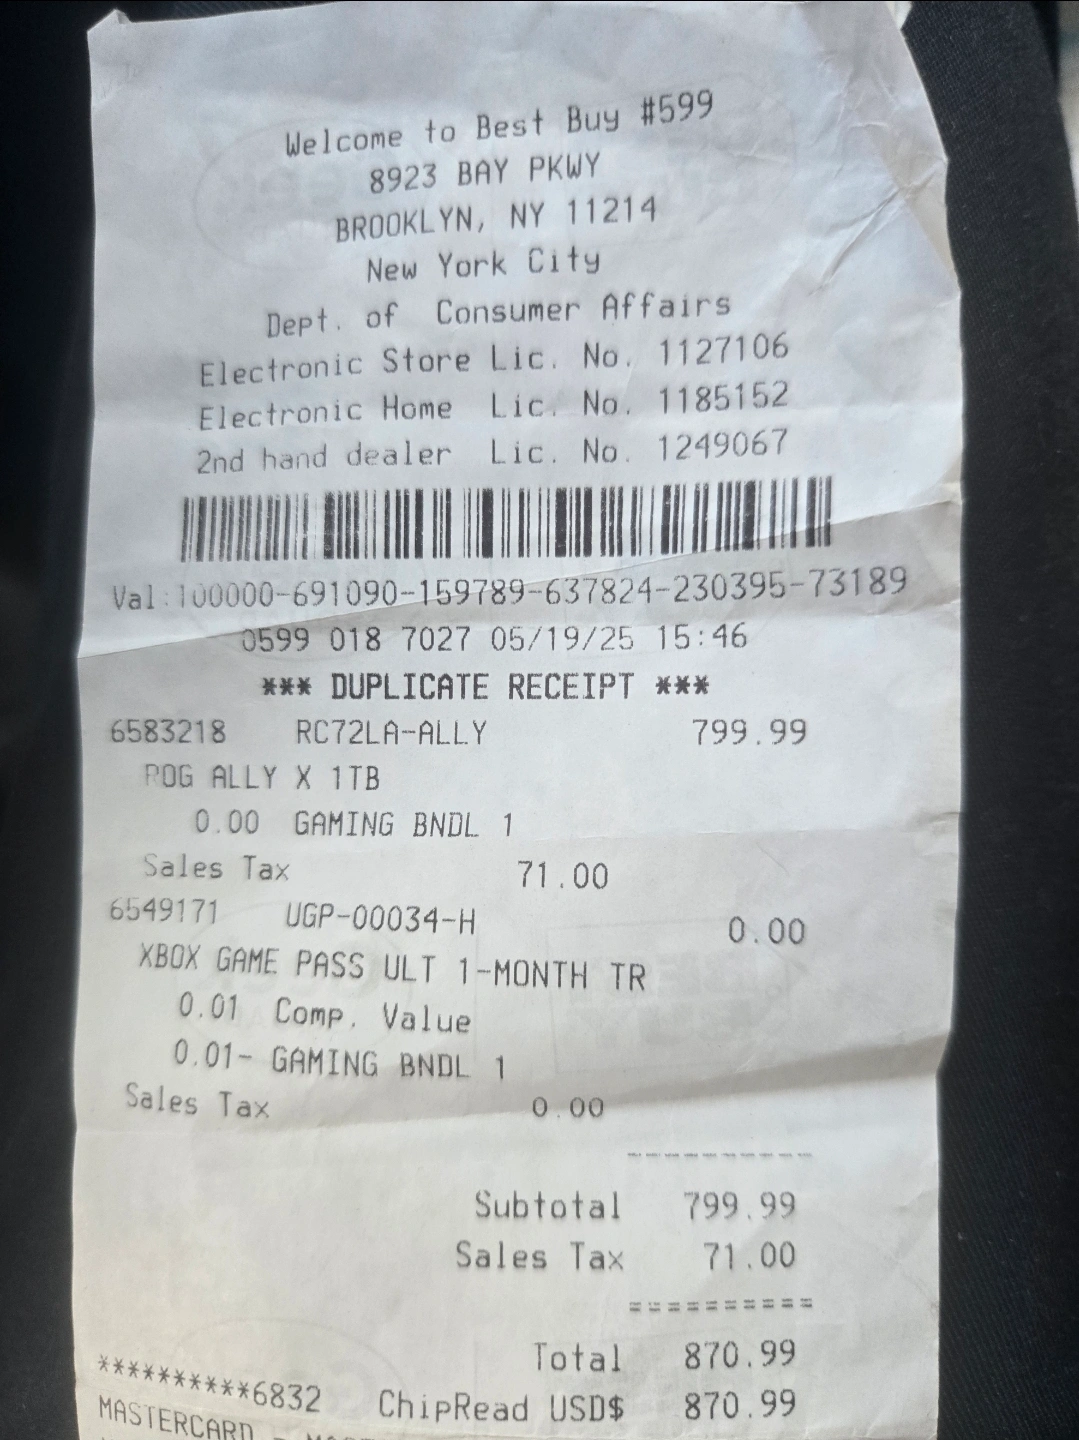 Welcome to Best Buy #599
8923 BAY PKWY
BROOKLYN, NY 11214
New York City
Dept. of Consumer Affairs
Electronic Store Lic. No. 1127106
Electronic Home Lic. No. 1185152
2nd hand dealer Lic. No. 1249067
Val:100000-691090-159789-637824-230395-73189
0599 018 7027 05/19/25 15:46
*** DUPLICATE RECEIPT ***
6583218 RC72LA-ALLY 799.99
ROG ALLY X 1TB
0.00 GAMING BNDL 1
Sales Tax 71.00
6549171 UGP-00034-H 0.00
XBOX GAME PASS ULT 1-MONTH TR
0.01 Comp. Value
0.01- GAMING BNDL 1
Sales Tax 0.00
----------
Subtotal 799.99
Sales Tax 71.00
==========
Total 870.99
**********6832 ChipRead USD$ 870.99
MASTERCARD -